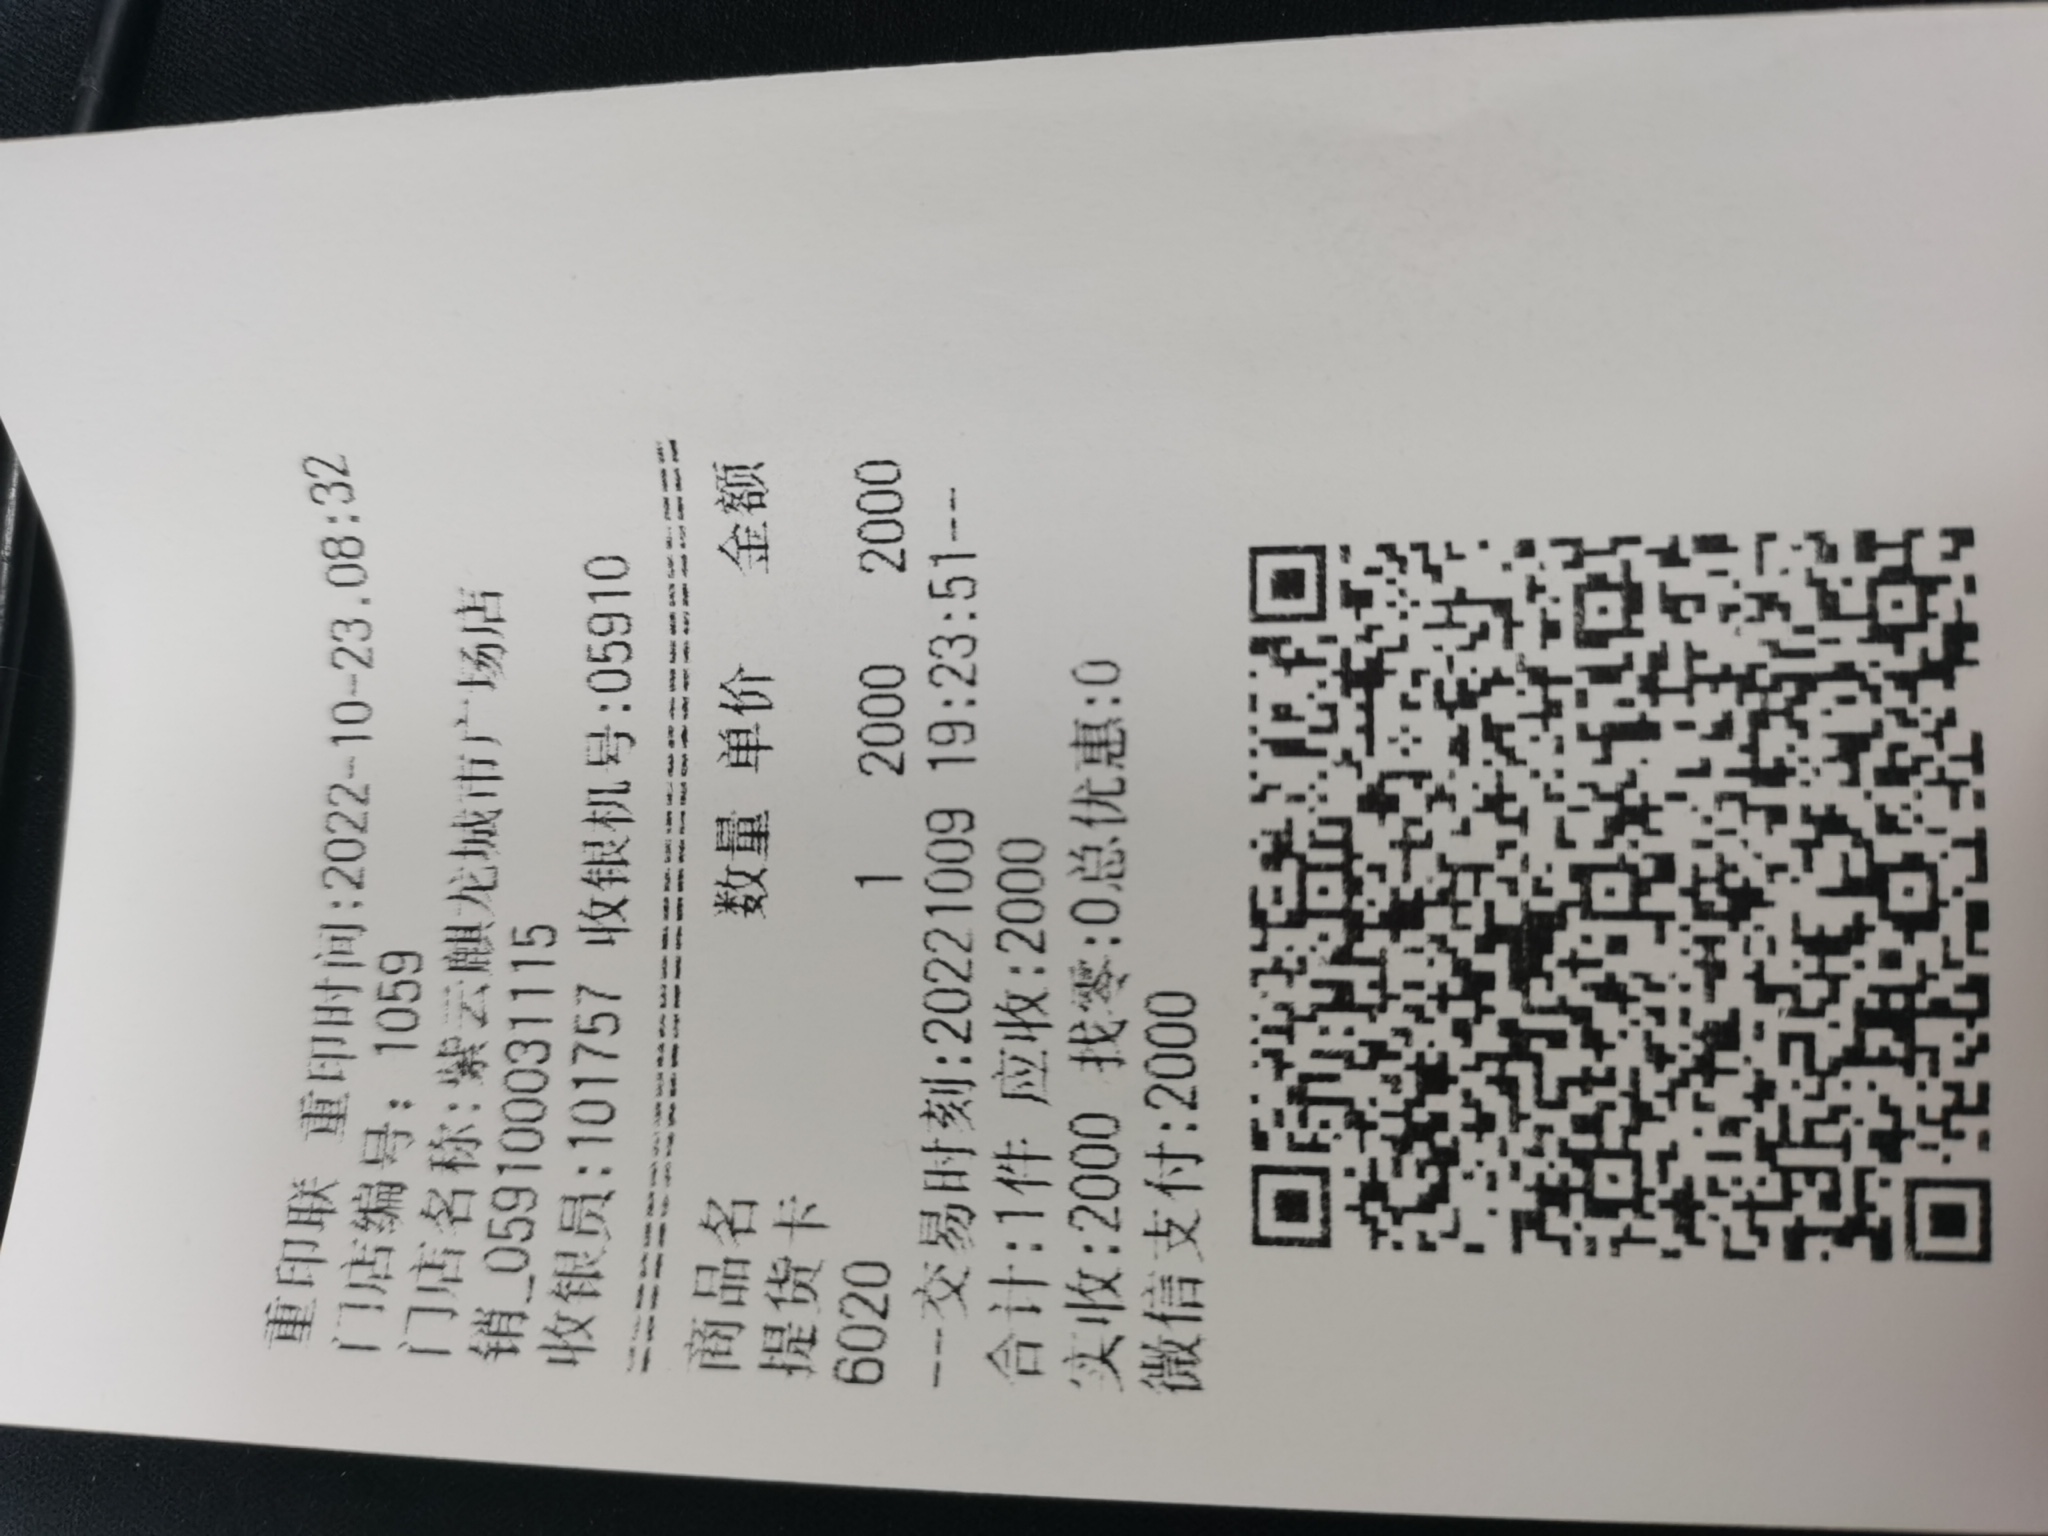 重印联 重印时间:2022-10-23.08:32
门店编号: 1059
门店名称:紫云麒龙城市广场店
销_0591000311115
收银员:101757 收银机号:05910
商品名 数量 单价 金额
提货卡
6020 1 2000 2000
---交易时刻:20221009 19:23:51---
合计:1件 应收:2000
实收:2000 找零:0总优惠:0
微信支付:2000